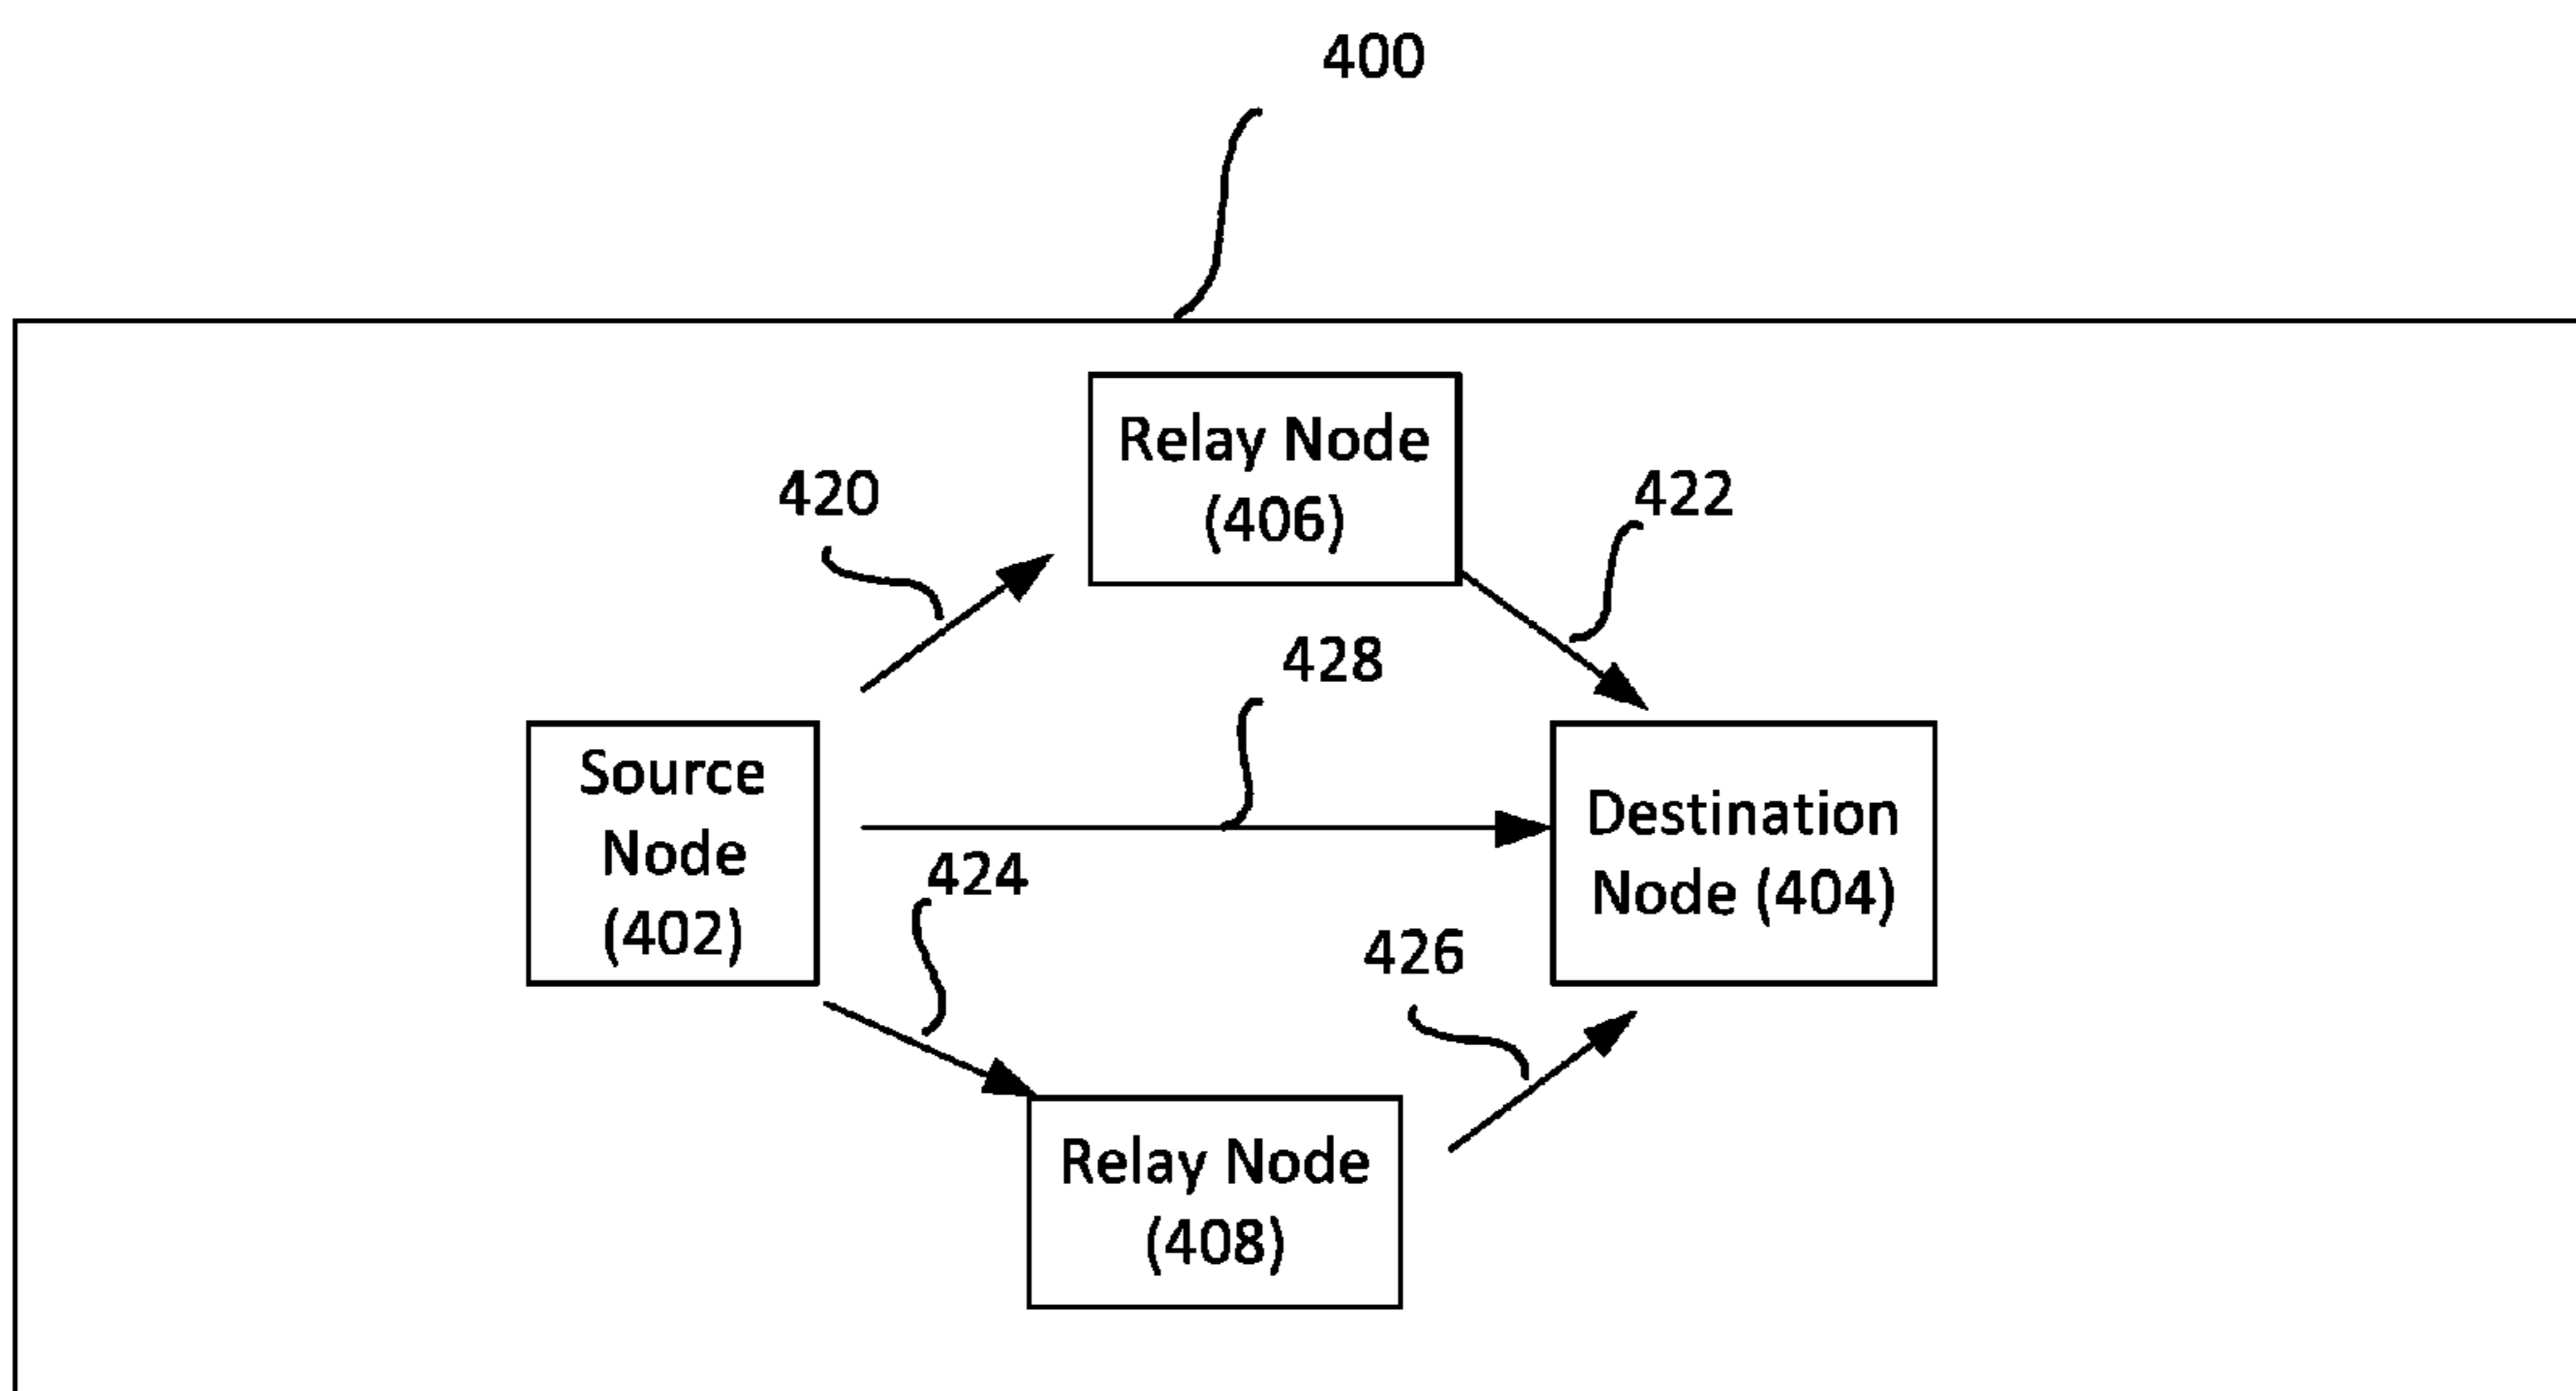 400
Relay Node
(406)
420
422
428
Source
Node
(402)
Destination
Node (404)
424
426
Relay Node
(408)